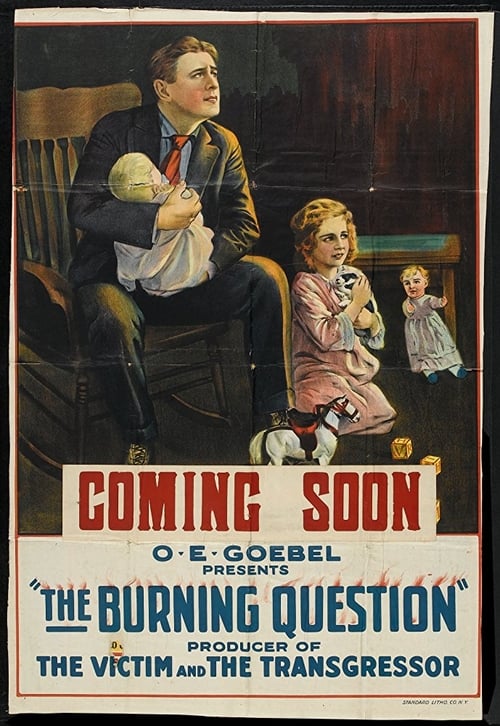 COMING SOON
O·E·GOEBEL
PRESENTS
"THE BURNING QUESTION"
PRODUCER OF
THE VICTIM AND THE TRANSGRESSOR
STANDARD LITHO. CO. N.Y.